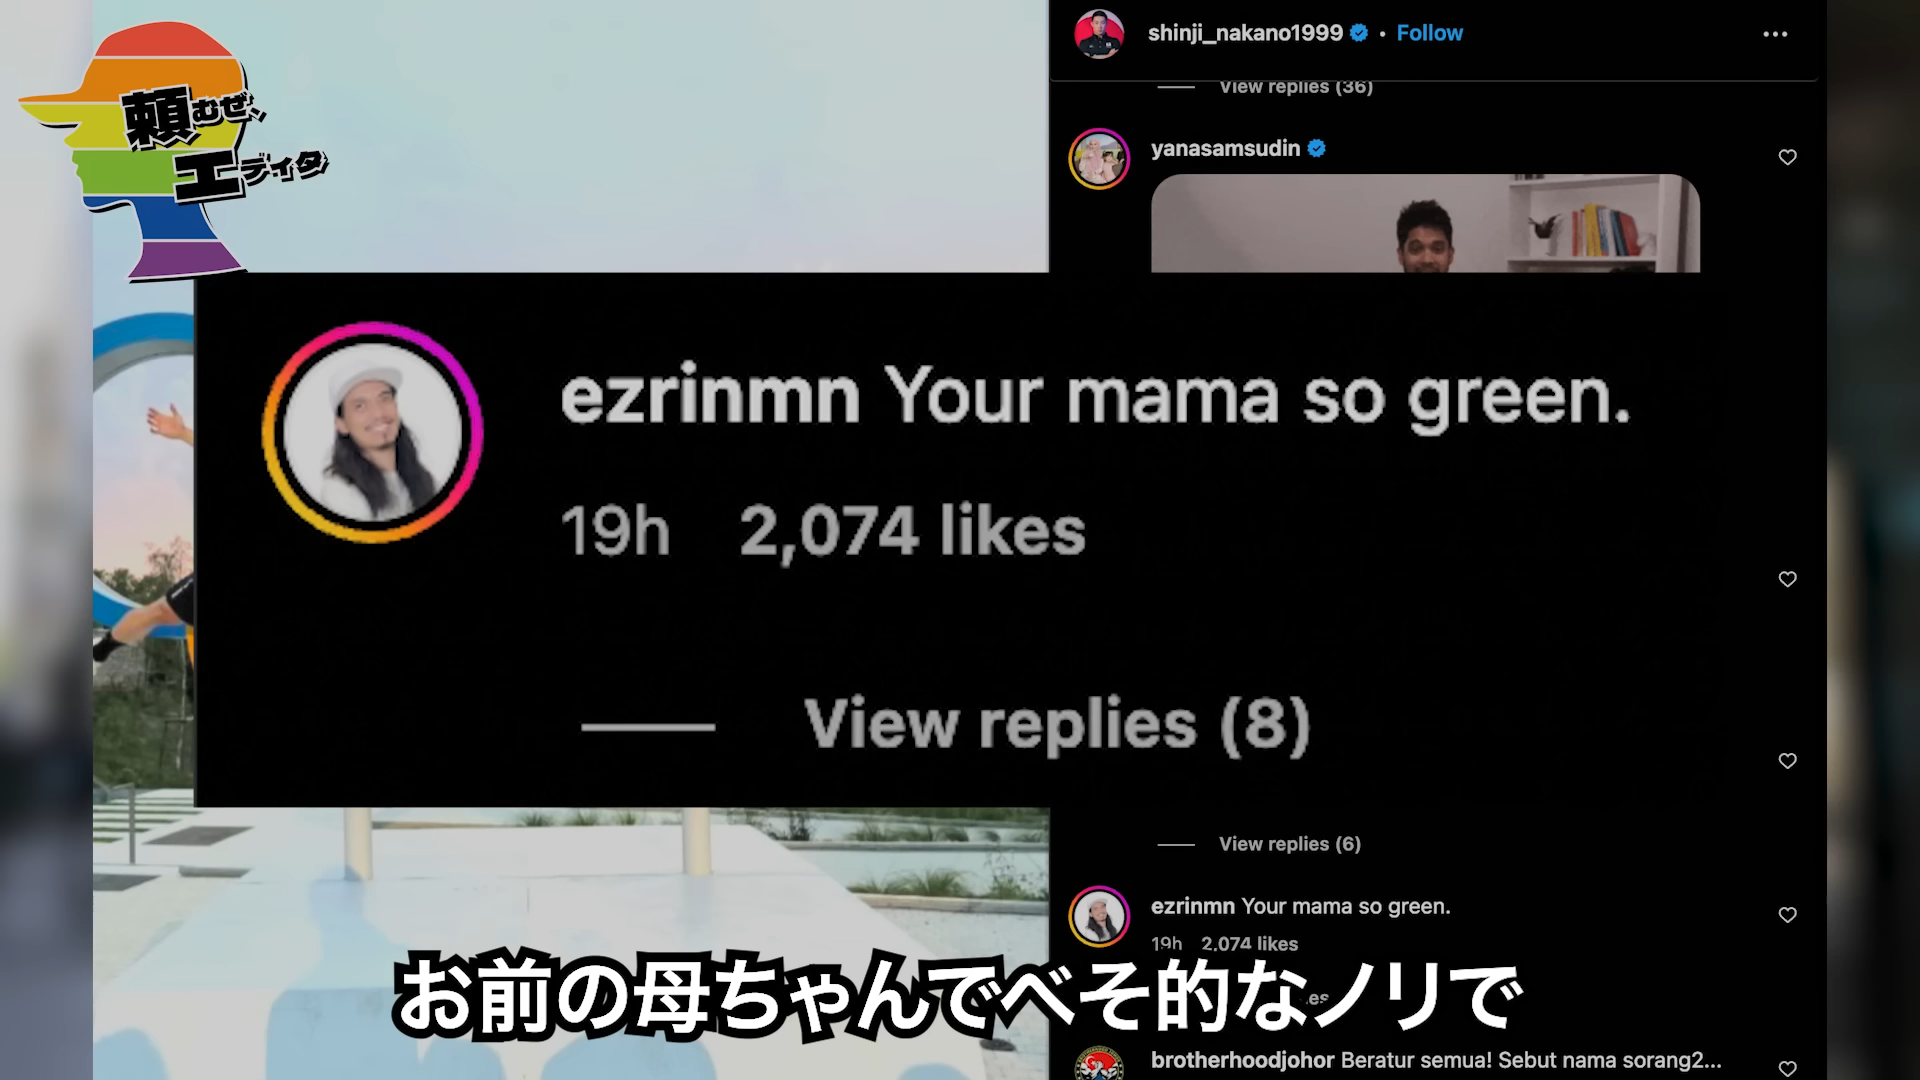 頼むぜ、
エディタ
shinji_nakano1999 • Follow
View replies (36)
yanasamsudin
ezrinmn Your mama so green.
19h 2,074 likes
View replies (8)
View replies (6)
ezrinmn Your mama so green.
19h 2,074 likes
お前の母ちゃんでべそ的なノリで
brotherhoodjohor Beratur semua! Sebut nama sorang2...